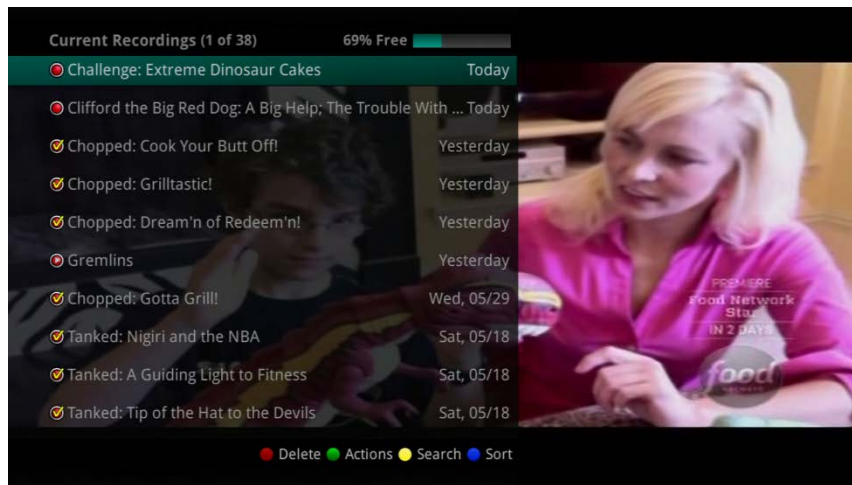 Current Recordings (1 of 38) 69% Free
Challenge: Extreme Dinosaur Cakes Today
Clifford the Big Red Dog: A Big Help; The Trouble With ... Today
Chopped: Cook Your Butt Off! Yesterday
Chopped: Grilltastic! Yesterday
Chopped: Dream'n of Redeem'n! Yesterday
Gremlins Yesterday
Chopped: Gotta Grill! Wed, 05/29
Tanked: Nigiri and the NBA Sat, 05/18
Tanked: A Guiding Light to Fitness Sat, 05/18
Tanked: Tip of the Hat to the Devils Sat, 05/18
Delete Actions Search Sort
PREMIERE
Food Network
Star
IN 2 DAYS
food
NETWORK